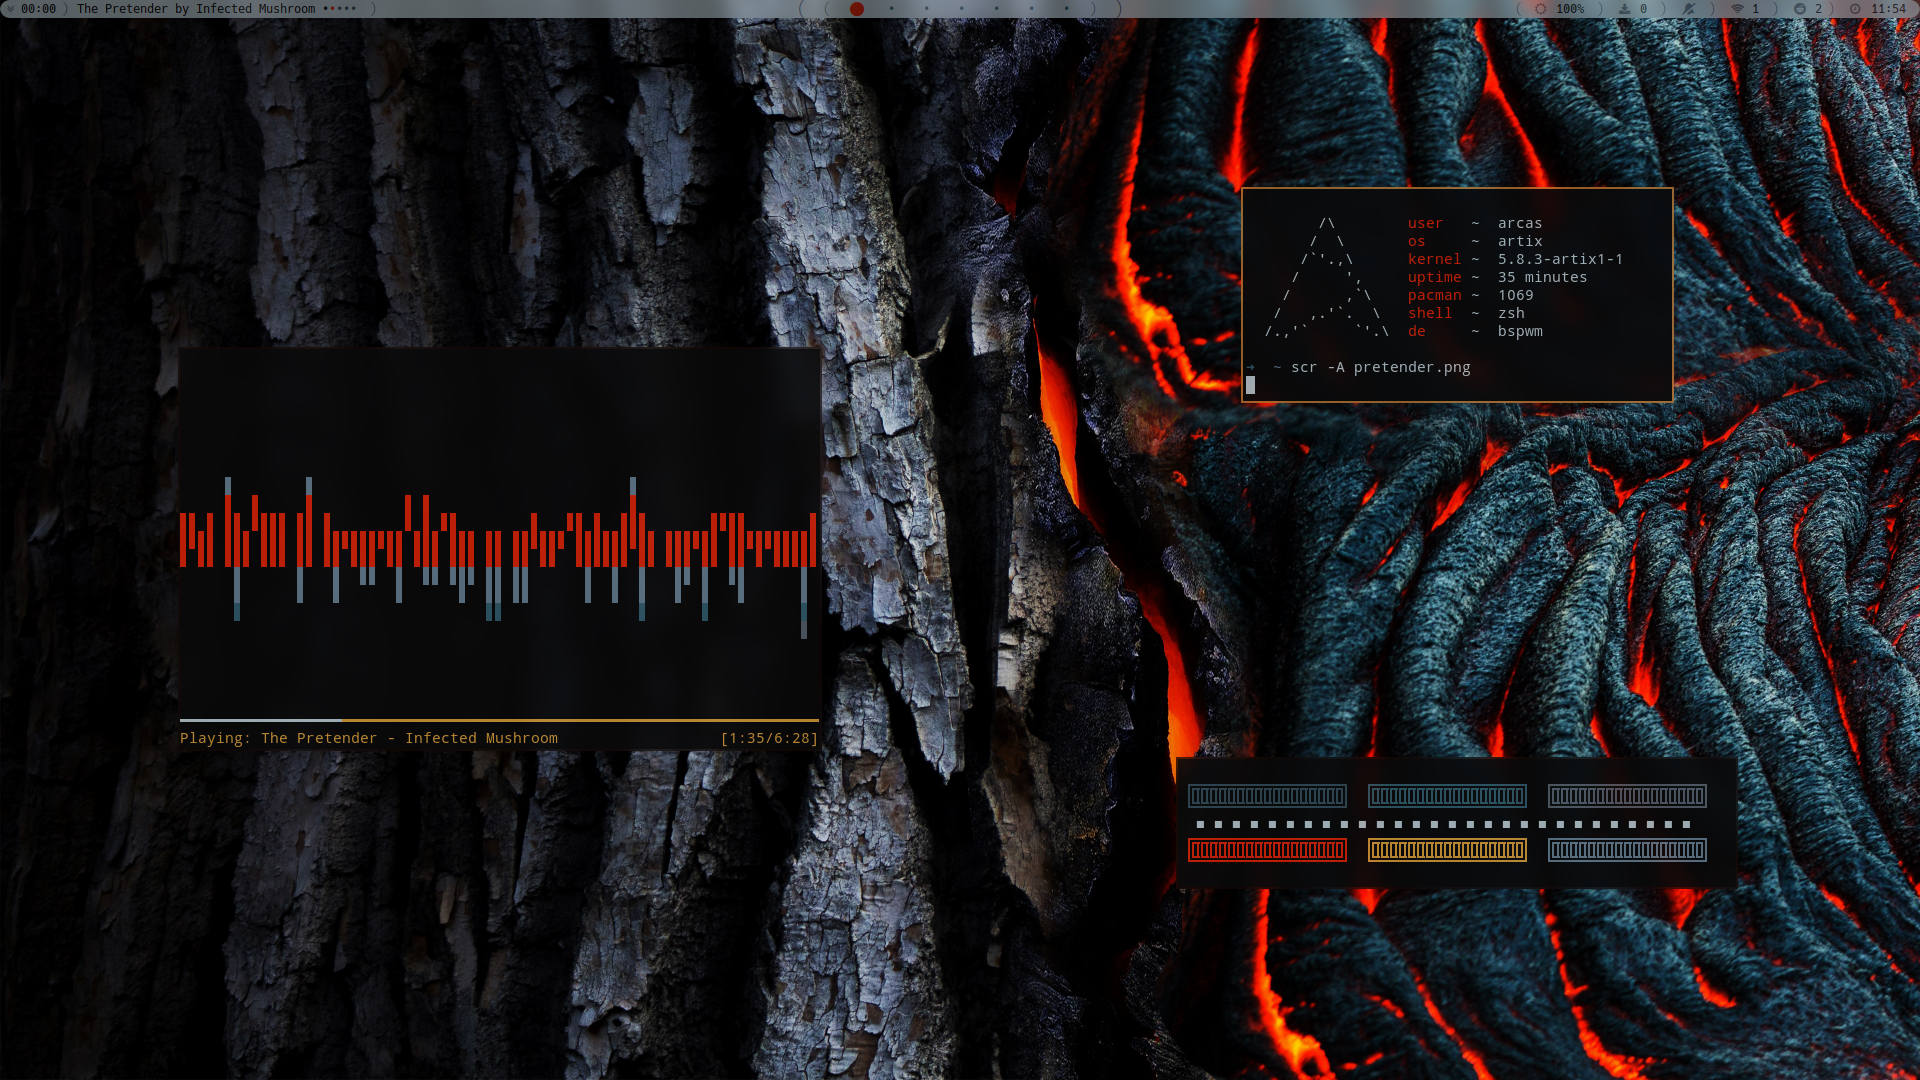 00:00 The Pretender by Infected Mushroom
100% 0 1 2 11:54
user ~ arcas
os ~ artix
kernel ~ 5.8.3-artix1-1
uptime ~ 35 minutes
pacman ~ 1069
shell ~ zsh
de ~ bspwm
➜ ~ scr -A pretender.png
Playing: The Pretender - Infected Mushroom [1:35/6:28]